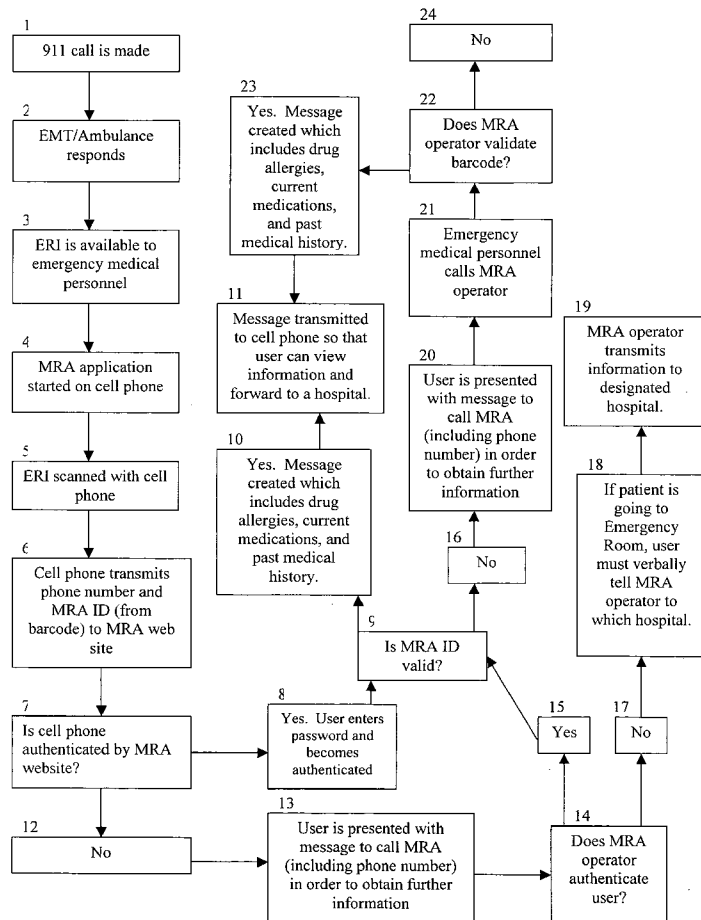 1
911 call is made
2
EMT/Ambulance
responds
3
ERI is available to
emergency medical
personnel
4
MRA application
started on cell phone
5
ERI scanned with cell
phone
6
Cell phone transmits
phone number and
MRA ID (from
barcode) to MRA web
site
7
Is cell phone
authenticated by MRA
website?
8
Yes. User enters
password and
becomes
authenticated
9
Is MRA ID
valid?
10
Yes. Message
created which
includes drug
allergies, current
medications, and
past medical
history.
11
Message transmitted
to cell phone so that
user can view
information and
forward to a hospital.
12
No
13
User is presented with
message to call MRA
(including phone number)
in order to obtain further
information
14
Does MRA
operator
authenticate
user?
15
Yes
16
No
17
No
18
If patient is
going to
Emergency
Room, user
must verbally
tell MRA
operator to
which hospital.
19
MRA operator
transmits
information to
designated
hospital.
20
User is presented
with message to
call MRA
(including phone
number) in order
to obtain further
information
21
Emergency
medical personnel
calls MRA
operator
22
Does MRA
operator validate
barcode?
23
Yes. Message
created which
includes drug
allergies,
current
medications,
and past
medical history.
24
No